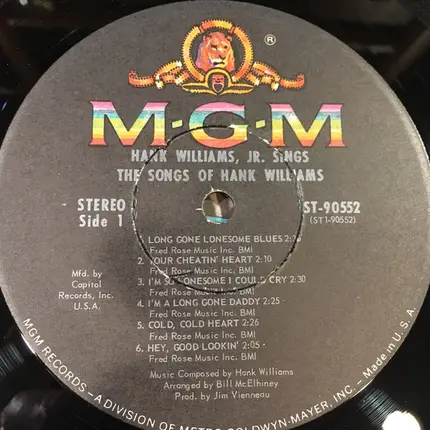 ®
M-G-M
HANK WILLIAMS, JR. SINGS
THE SONGS OF HANK WILLIAMS
STEREO
Side 1
ST-90552
(ST1-90552)
LONG GONE LONESOME BLUES
Fred Rose Music Inc. BMI
2. YOUR CHEATIN' HEART 2:10
Fred Rose Music Inc. BMI
3. I'M SO LONESOME I COULD CRY 2:30
Fred Rose Music Inc. BMI
4. I'M A LONG GONE DADDY 2:25
Fred Rose Music Inc. BMI
5. COLD, COLD HEART 2:26
Fred Rose Music Inc. BMI
6. HEY, GOOD LOOKIN' 2:05
Fred Rose Music Inc. BMI
Mfd. by
Capitol
Records, Inc.
U.S.A.
Music Composed by Hank Williams
Arranged by Bill McElhiney
Prod. by
Jim Vienneau
MGM RECORDS – A DIVISION OF METRO-GOLDWYN-MAYER, INC. – Made in U.S.A.